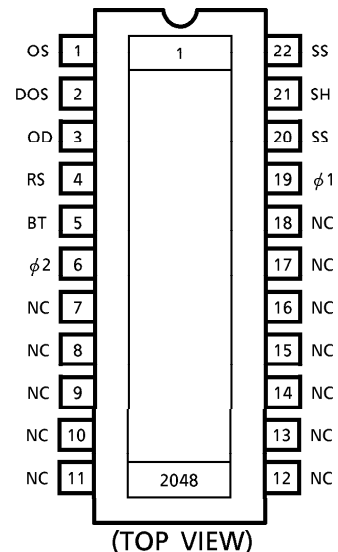 OS 1 1 22 SS
DOS 2 21 SH
OD 3 20 SS
RS 4 19 ϕ1
BT 5 18 NC
ϕ2 6 17 NC
NC 7 16 NC
NC 8 15 NC
NC 9 14 NC
NC 10 13 NC
NC 11 2048 12 NC
(TOP VIEW)